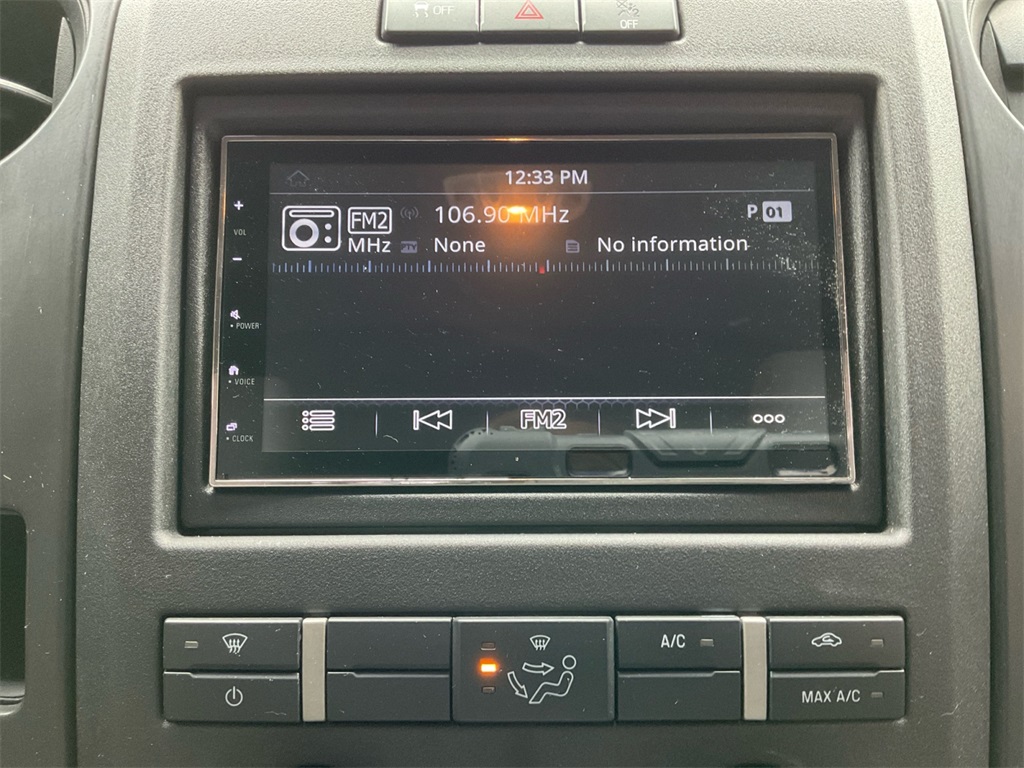 OFF
OFF
12:33 PM
+
VOL
-
FM2
106.90 MHz
P 01
MHz
PTY
None
No information
• POWER
• VOICE
• CLOCK
FM2
A/C
MAX A/C